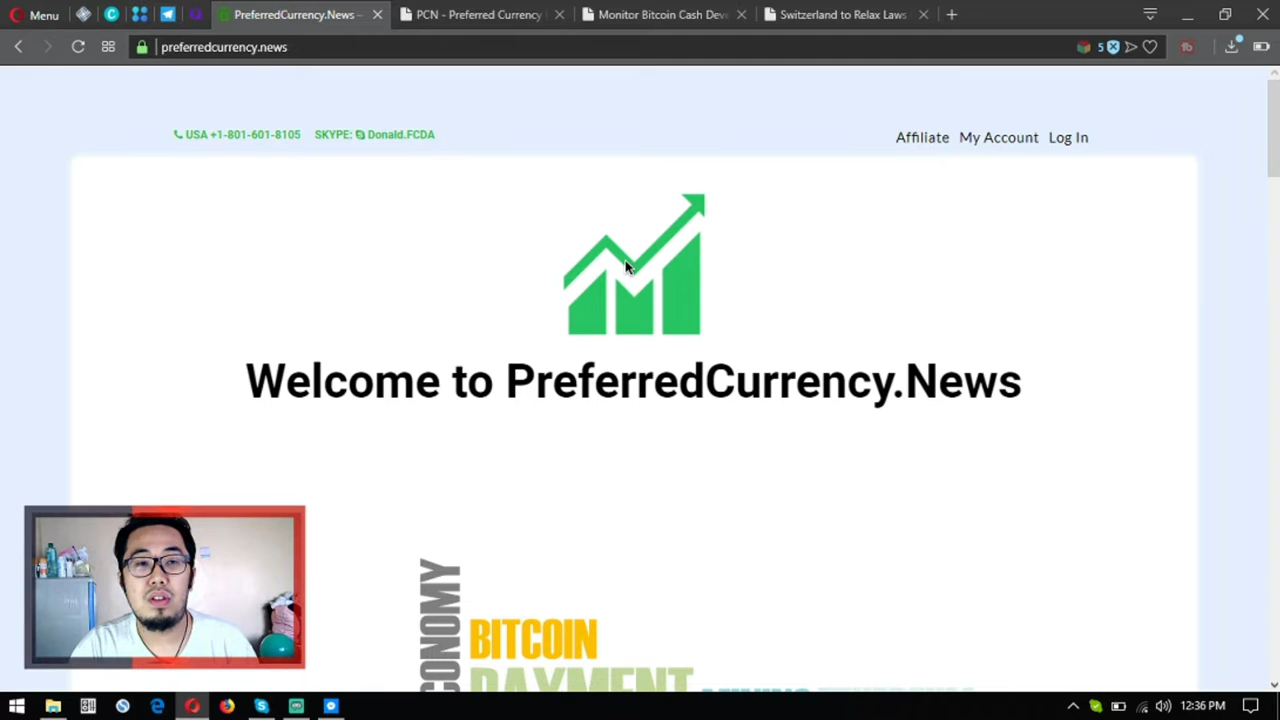 Menu
PreferredCurrency.News –
PCN - Preferred Currency
Monitor Bitcoin Cash Dev
Switzerland to Relax Laws
preferredcurrency.news
5
USA +1-801-601-8105 SKYPE: Donald.FCDA
Affiliate My Account Log In
Welcome to PreferredCurrency.News
CONOMY
BITCOIN
PAYMENT
12:36 PM